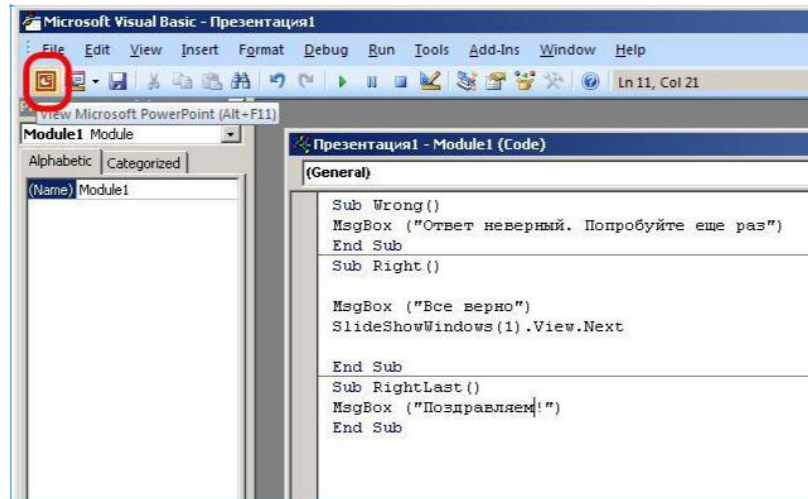 Microsoft Visual Basic - Презентация1
File Edit View Insert Format Debug Run Tools Add-Ins Window Help
Ln 11, Col 21
View Microsoft PowerPoint (Alt+F11)
Module1 Module
Alphabetic Categorized
(Name) Module1
Презентация1 - Module1 (Code)
(General)
Sub Wrong()
MsgBox ("Ответ неверный. Попробуйте еще раз")
End Sub
Sub Right()
MsgBox ("Все верно")
SlideShowWindows(1).View.Next
End Sub
Sub RightLast()
MsgBox ("Поздравляем!")
End Sub